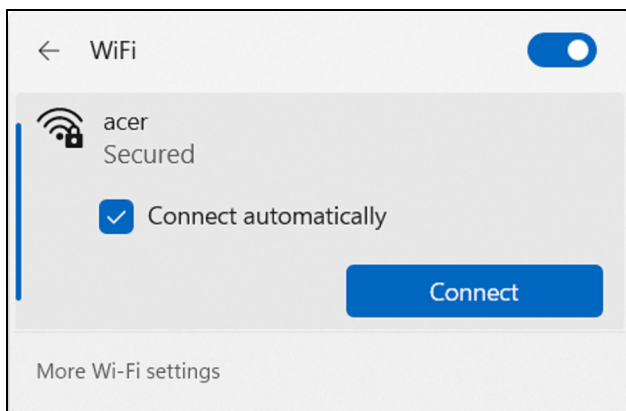 WiFi
acer
Secured
Connect automatically
Connect
More Wi-Fi settings